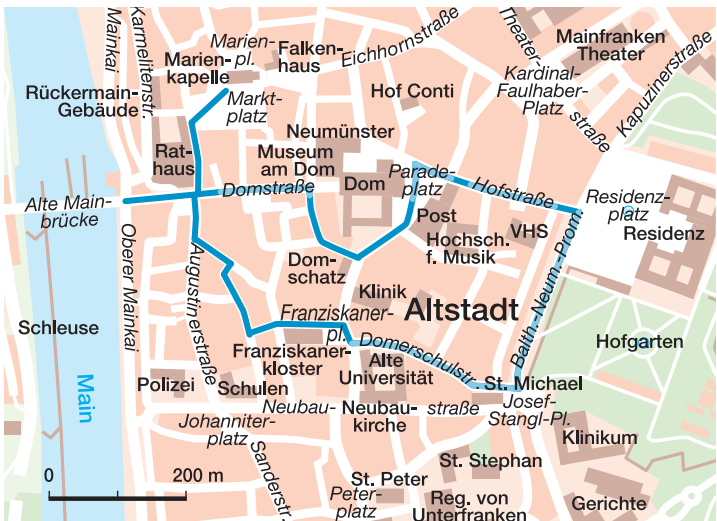 Mainkai
Karmelitenstr.
Marien-
pl.
Marien-
kapelle
Falken-
haus
Eichhornstraße
Theater-
straße
Mainfranken
Theater
Kardinal-
Faulhaber-
Platz
Kapuzinerstraße
Rückermain-
Gebäude
Markt-
platz
Hof Conti
Neumünster
Rat-
haus
Museum
am Dom
Dom
Domstraße
Parade-
platz
Hofstraße
Residenz-
platz
Residenz
Alte Main-
brücke
Post
Hochsch.
f. Musik
VHS
Oberer Mainkai
Augustinerstraße
Dom-
schatz
Balth.-Neum.-Prom.
Klinik
Altstadt
Schleuse
Franziskaner-
pl.
Hofgarten
Main
Franziskaner-
kloster
Domerschulstr.
Alte
Universität
St. Michael
Polizei
Schulen
Neubau-
straße
Neubau-
kirche
Josef-
Stangl-Pl.
Johanniter-
platz
Klinikum
Sanderstr.
0
200 m
St. Stephan
St. Peter
Peter-
platz
Reg. von
Unterfranken
Gerichte